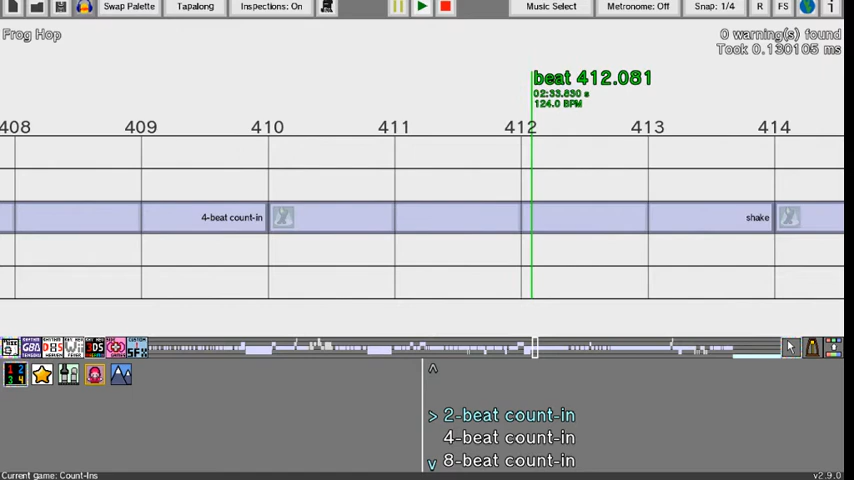 Swap Palette Tapalong Inspections: On Music Select Metronome: Off Snap: 1/4 R FS i
Frog Hop
0 warning(s) found
Took 0.130105 ms
beat 412.081
02:33.630 s
124.0 BPM
408 409 410 411 412 413 414
4-beat count-in shake
^
> 2-beat count-in
4-beat count-in
v 8-beat count-in
Current game: Count-Ins v2.9.0